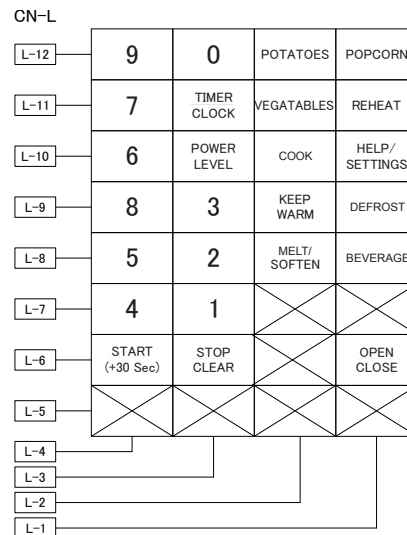 CN-L
L-12 9 0 POTATOES POPCORN
L-11 7 TIMER CLOCK VEGATABLES REHEAT
L-10 6 POWER LEVEL COOK HELP/ SETTINGS
L-9 8 3 KEEP WARM DEFROST
L-8 5 2 MELT/ SOFTEN BEVERAGE
L-7 4 1
L-6 START (+30 Sec) STOP CLEAR OPEN CLOSE
L-5
L-4
L-3
L-2
L-1